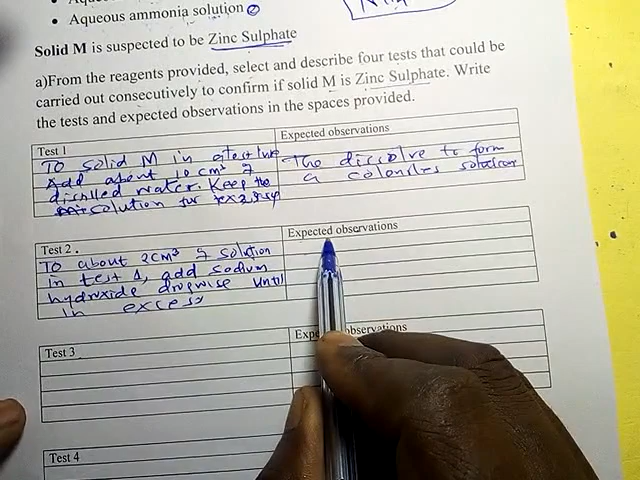 Aqueous ammonia solution
Solid M is suspected to be Zinc Sulphate
a)From the reagents provided, select and describe four tests that could be
carried out consecutively to confirm if solid M is Zinc Sulphate. Write
the tests and expected observations in the spaces provided.
Test 1
To solid M in a test tube
Add about 10 cm³ of
distilled water. Keep the
solution for
Expected observations
The dissolve to form
a colourless
Test 2.
To about 2cm³ of solution
in test 1, add sodium
hydroxide dropwise until
in excess
Expected observations
Test 3
Expe observations
Test 4